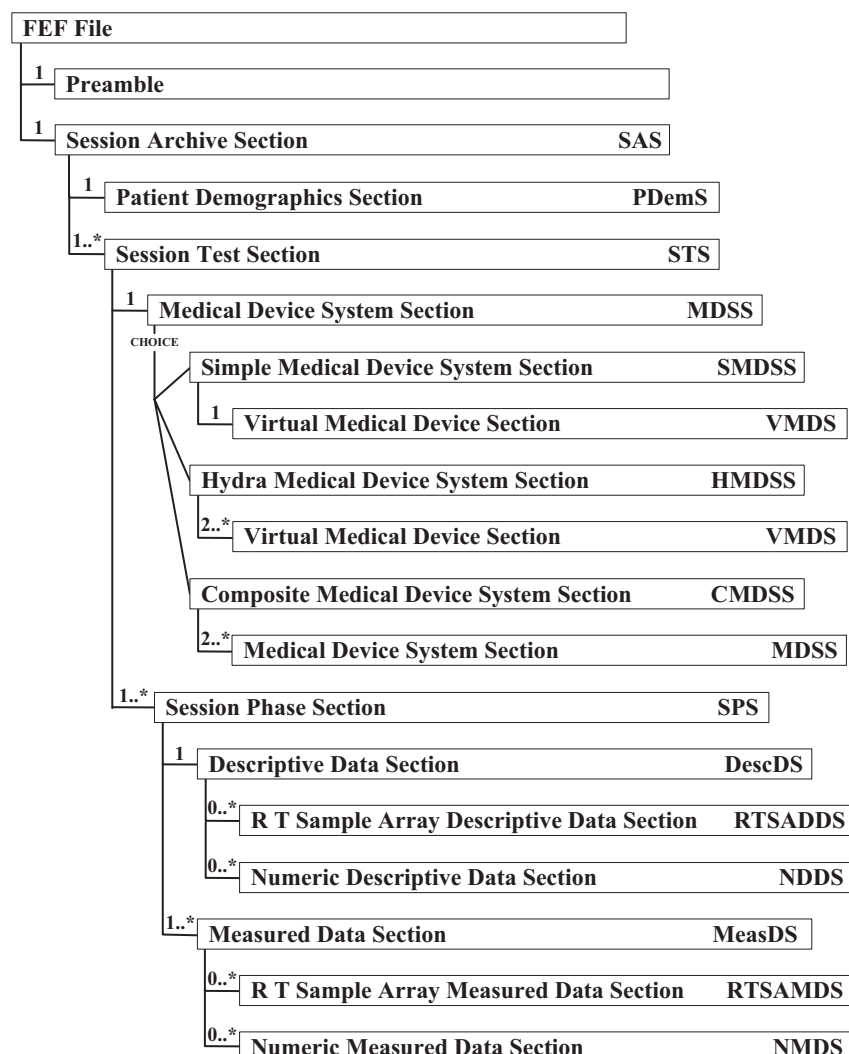 FEF File
1 Preamble
1 Session Archive Section SAS
1 Patient Demographics Section PDemS
1..* Session Test Section STS
1 Medical Device System Section MDSS
CHOICE
Simple Medical Device System Section SMDSS
1 Virtual Medical Device Section VMDS
Hydra Medical Device System Section HMDSS
2..* Virtual Medical Device Section VMDS
Composite Medical Device System Section CMDSS
2..* Medical Device System Section MDSS
1..* Session Phase Section SPS
1 Descriptive Data Section DescDS
0..* R T Sample Array Descriptive Data Section RTSADDS
0..* Numeric Descriptive Data Section NDDS
1..* Measured Data Section MeasDS
0..* R T Sample Array Measured Data Section RTSAMDS
0..* Numeric Measured Data Section NMDS